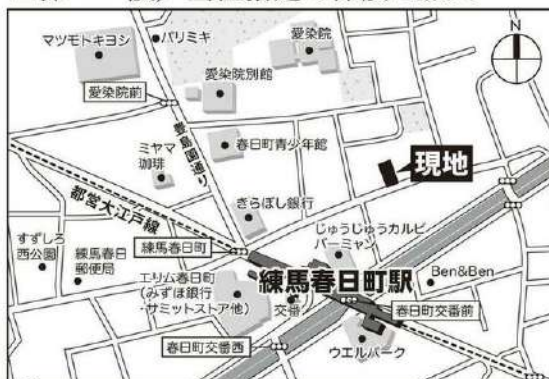 マツモトキヨシ
パリミキ
愛染院
N
愛染院別館
愛染院前
豊島園通り
春日町青少年館
ミヤマ
珈琲
現地
きらぼし銀行
都営大江戸線
じゅうじゅうカルビ
バーミヤン
練馬春日町
すずしろ
西公園
練馬春日
郵便局
エリム春日町
(みずほ銀行
・サミットストア他)
練馬春日町駅
交番
Ben&Ben
春日町交番前
春日町交番西
ウエルパーク